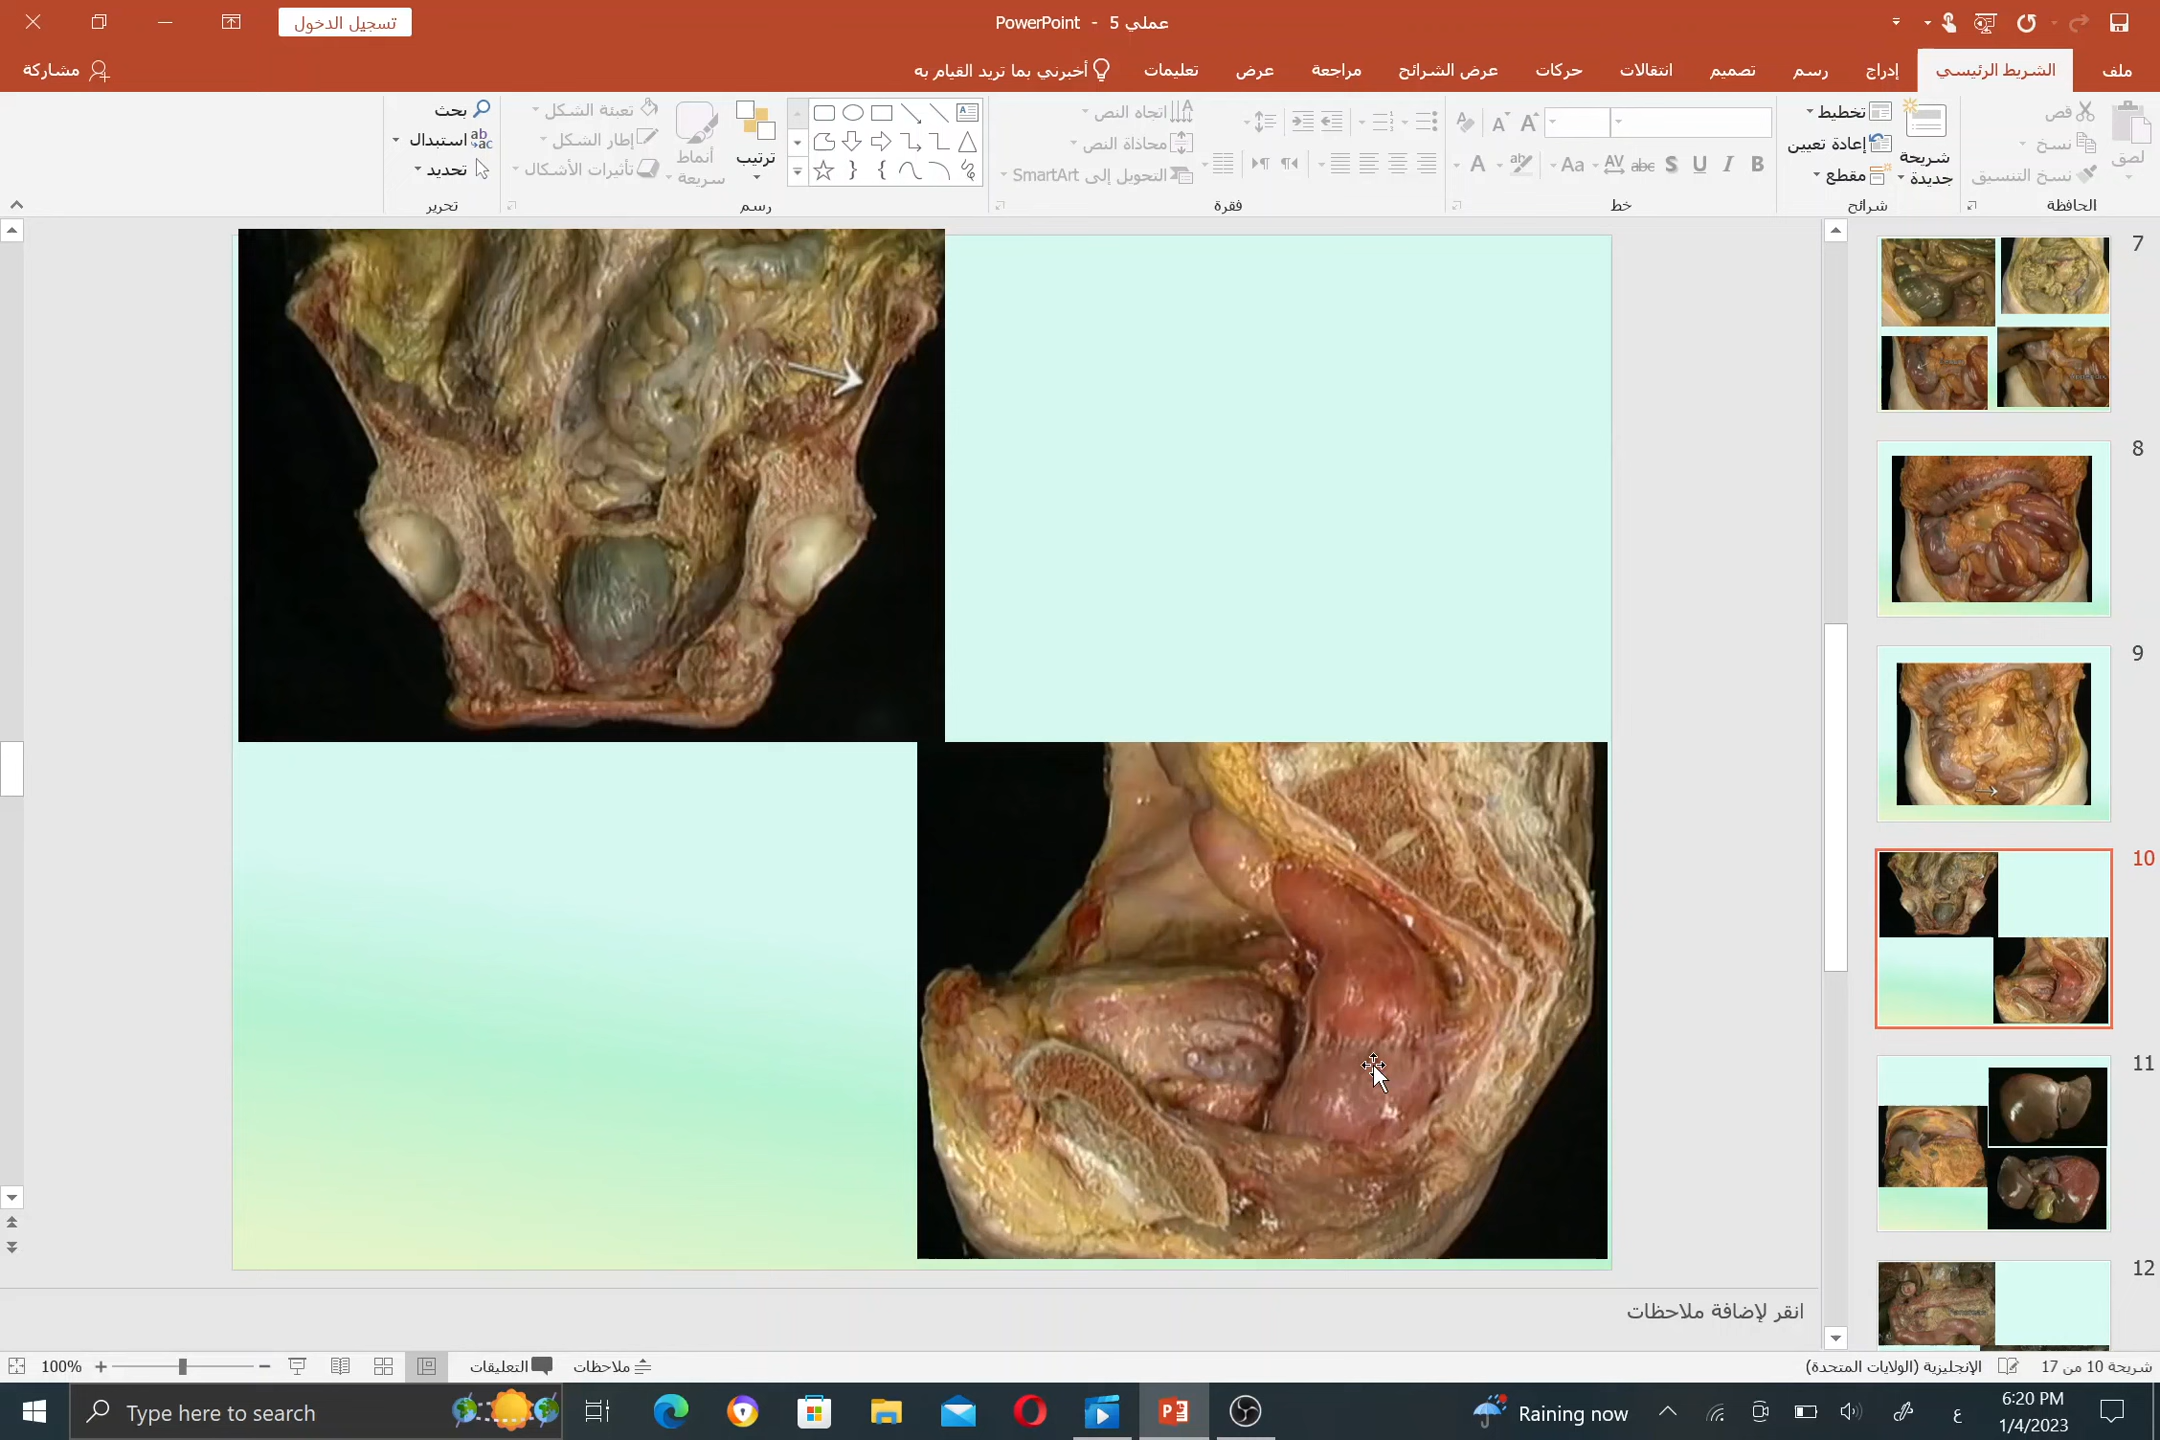 عملي 5 - PowerPoint
تسجيل الدخول
ملف
الشريط الرئيسي
إدراج
رسم
تصميم
انتقالات
حركات
عرض الشرائح
مراجعة
عرض
تعليمات
أخبرني بما تريد القيام به
مشاركة
لصق
قص
نسخ
نسخ التنسيق
الحافظة
شريحة جديدة
تخطيط
إعادة تعيين
مقطع
شرائح
B
I
U
S
abc
AV
Aa
A
خط
اتجاه النص
محاذاة النص
التحويل إلى SmartArt
فقرة
ترتيب
أنماط سريعة
تعبئة الشكل
إطار الشكل
تأثيرات الأشكال
رسم
بحث
استبدال
تحديد
تحرير
7
8
9
10
11
12
انقر لإضافة ملاحظات
شريحة 10 من 17
الإنجليزية (الولايات المتحدة)
ملاحظات
التعليقات
100%
Type here to search
Raining now
ع
6:20 PM
1/4/2023